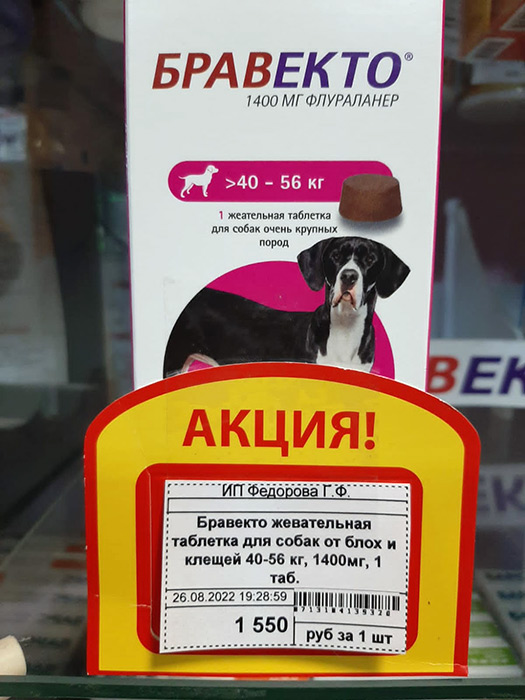 БРАВЕКТО®
1400 МГ ФЛУРАЛАНЕР
>40 – 56 кг
1 жеательная таблетка
для собак очень крупных
пород
ВЕК
АКЦИЯ!
ИП Федорова Г.Ф.
Бравекто жевательная
таблетка для собак от блох и
клещей 40-56 кг, 1400мг, 1
таб.
26.08.2022 19:28:59
1 550
руб за 1 шт